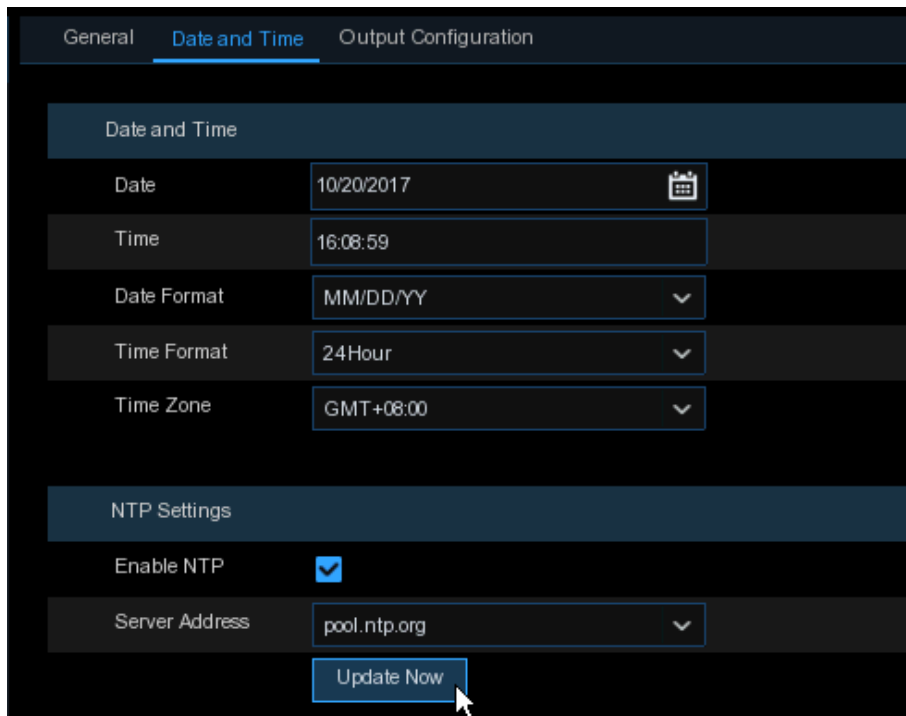 General Date and Time Output Configuration
Date and Time
Date 10/20/2017
Time 16:08:59
Date Format MM/DD/YY
Time Format 24Hour
Time Zone GMT+08:00
NTP Settings
Enable NTP
Server Address pool.ntp.org
Update Now